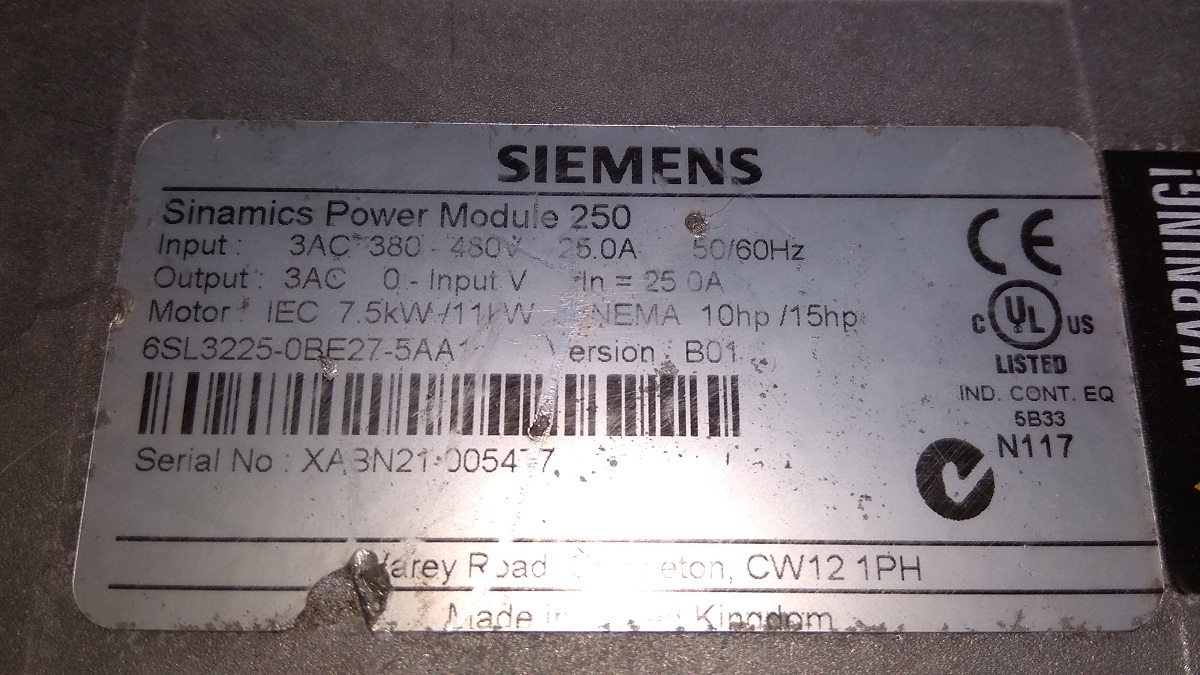 SIEMENS
Sinamics Power Module 250
Input : 3AC 380 - 480V 25.0A 50/60Hz
Output : 3AC 0 - Input V In = 25.0A
Motor : IEC 7.5kW /11kW NEMA 10hp /15hp
6SL3225-0BE27-5AA1 Version : B01
Serial No :
Varey Road CW12 1PH
Made in Kingdom
CE
C UL US
LISTED
IND. CONT. EQ
5B33
N117
WARNING!